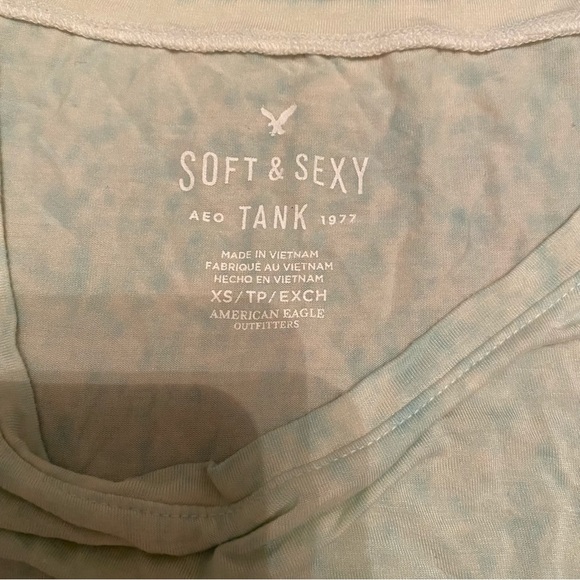 SOFT & SEXY
AEO TANK 1977
MADE IN VIETNAM
FABRIQUÉ AU VIETNAM
HECHO EN VIETNAM
XS/TP/EXCH
AMERICAN EAGLE
OUTFITTERS